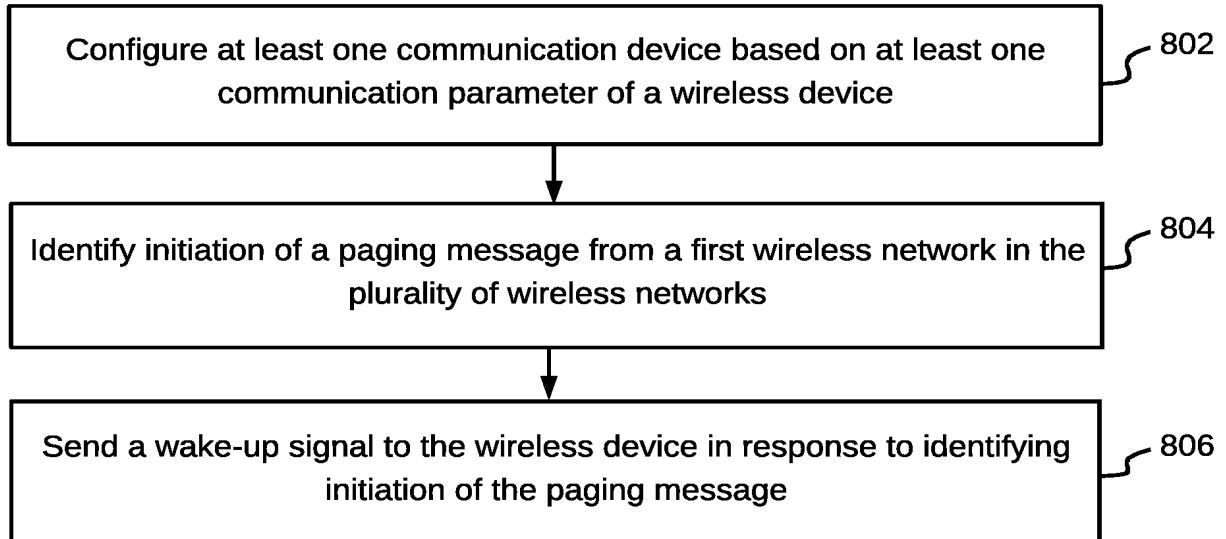 Configure at least one communication device based on at least one
communication parameter of a wireless device
802
Identify initiation of a paging message from a first wireless network in the
plurality of wireless networks
804
Send a wake-up signal to the wireless device in response to identifying
initiation of the paging message
806